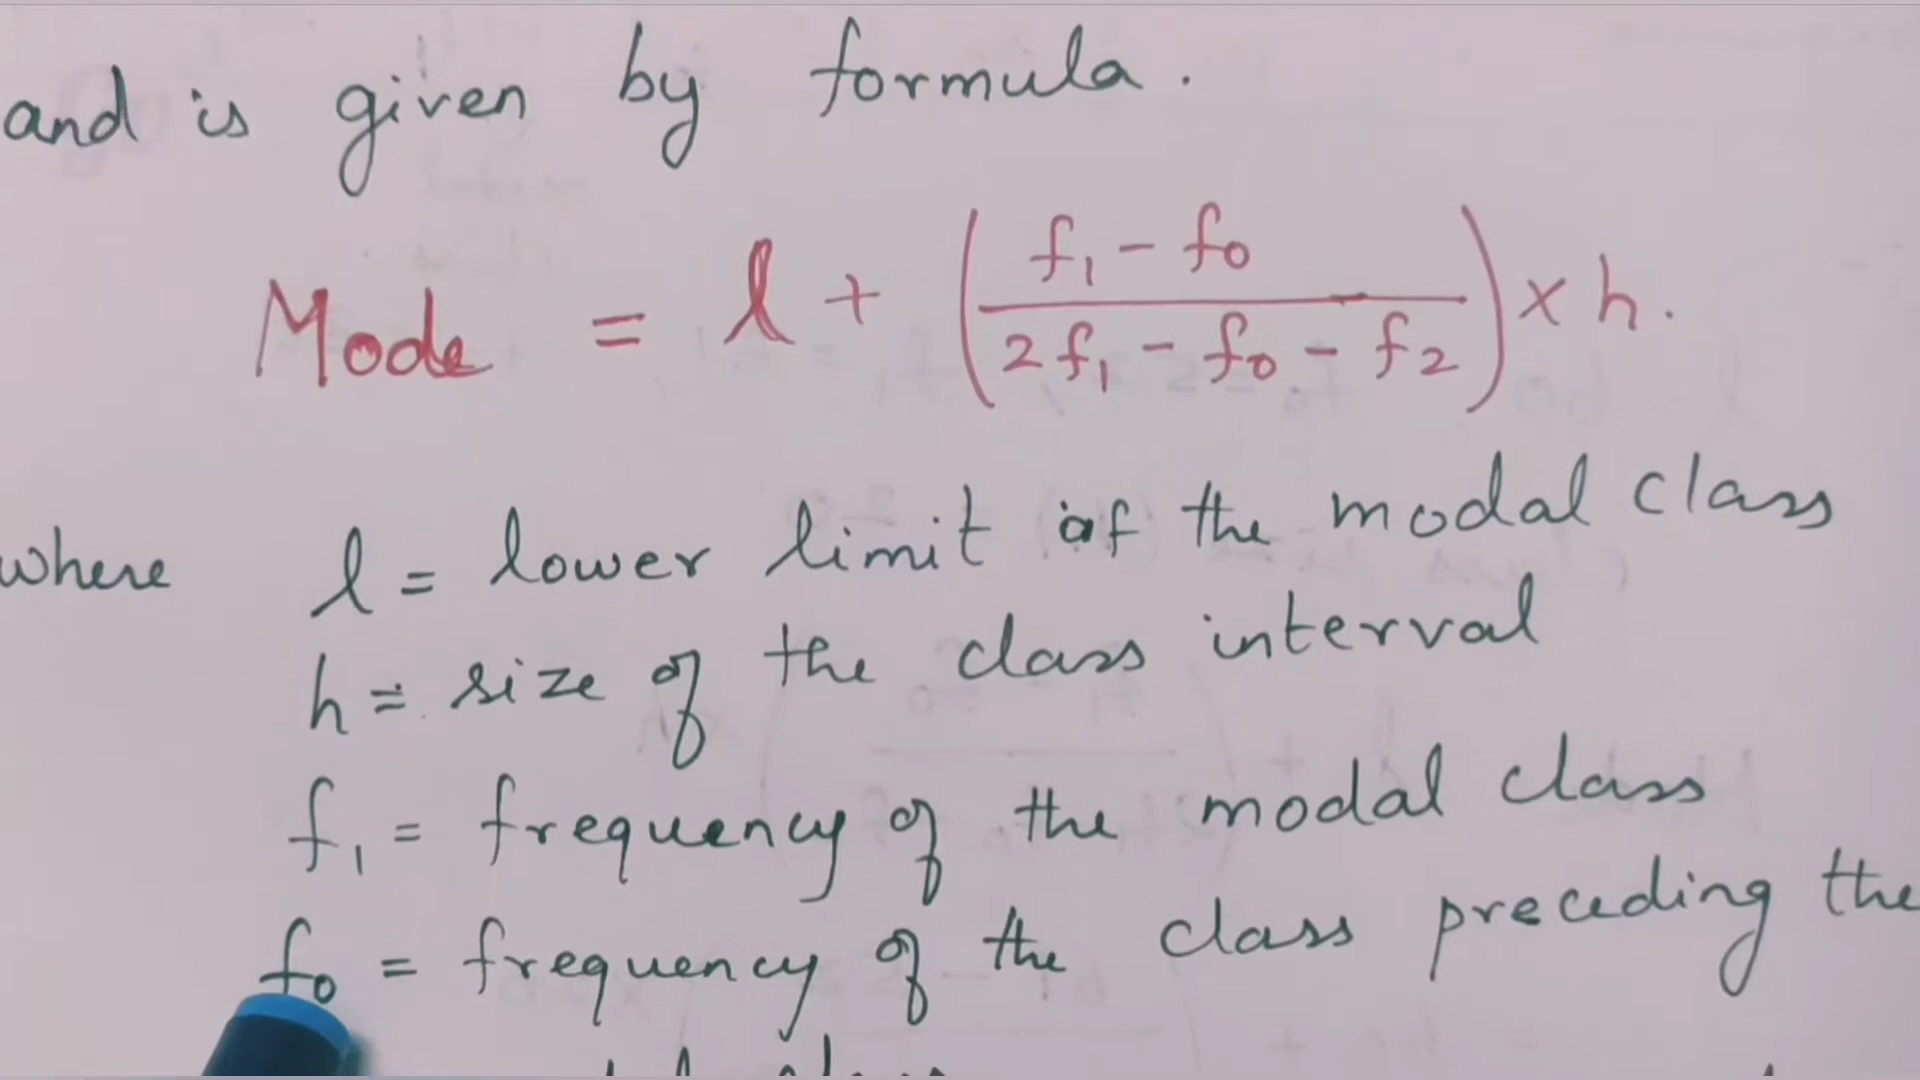 and is given by formula.
Mode = l + ( f₁ - f₀ / 2f₁ - f₀ - f₂ ) × h.
where l = lower limit of the modal class
h = size of the class interval
f₁ = frequency of the modal class
f₀ = frequency of the class preceding the